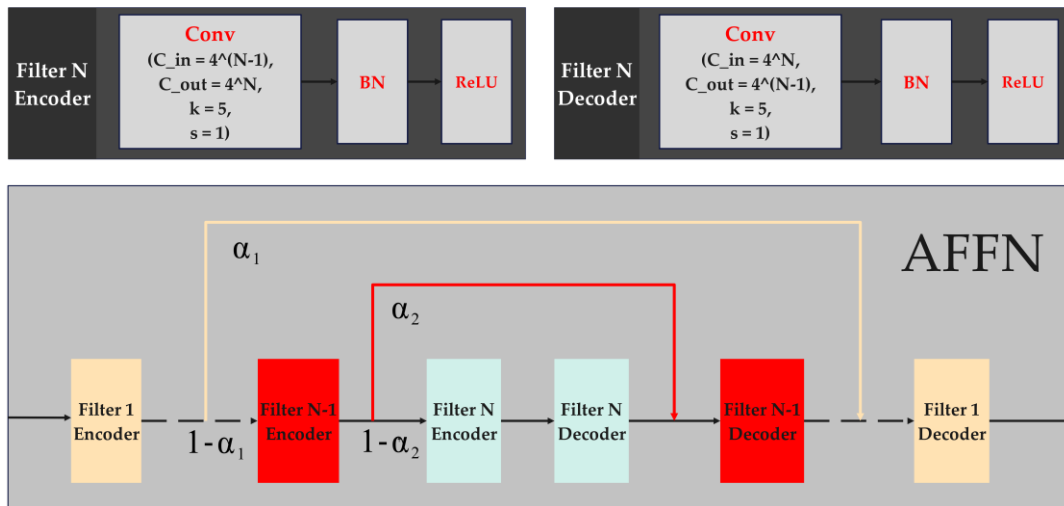 Filter N
Encoder
Conv
(C_in = 4^(N-1),
C_out = 4^N,
k = 5,
s = 1)
BN
ReLU
Filter N
Decoder
Conv
(C_in = 4^N,
C_out = 4^(N-1),
k = 5,
s = 1)
BN
ReLU
AFFN
α₁
α₂
Filter 1
Encoder
1-α₁
Filter N-1
Encoder
1-α₂
Filter N
Encoder
Filter N
Decoder
Filter N-1
Decoder
Filter 1
Decoder